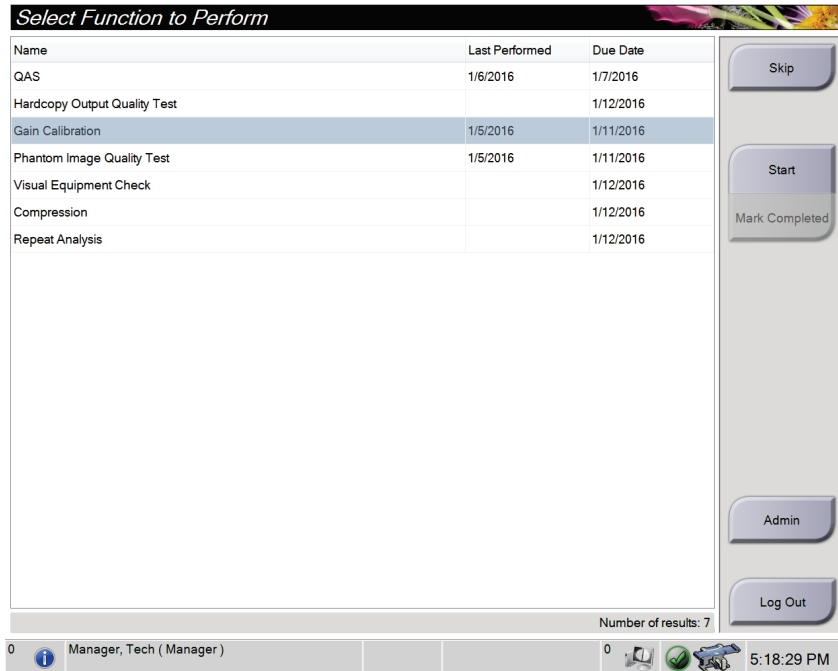 Select Function to Perform
Name Last Performed Due Date
QAS 1/6/2016 1/7/2016
Hardcopy Output Quality Test 1/12/2016
Gain Calibration 1/5/2016 1/11/2016
Phantom Image Quality Test 1/5/2016 1/11/2016
Visual Equipment Check 1/12/2016
Compression 1/12/2016
Repeat Analysis 1/12/2016
Skip
Start
Mark Completed
Admin
Log Out
Number of results: 7
0 i Manager, Tech ( Manager ) 0 5:18:29 PM